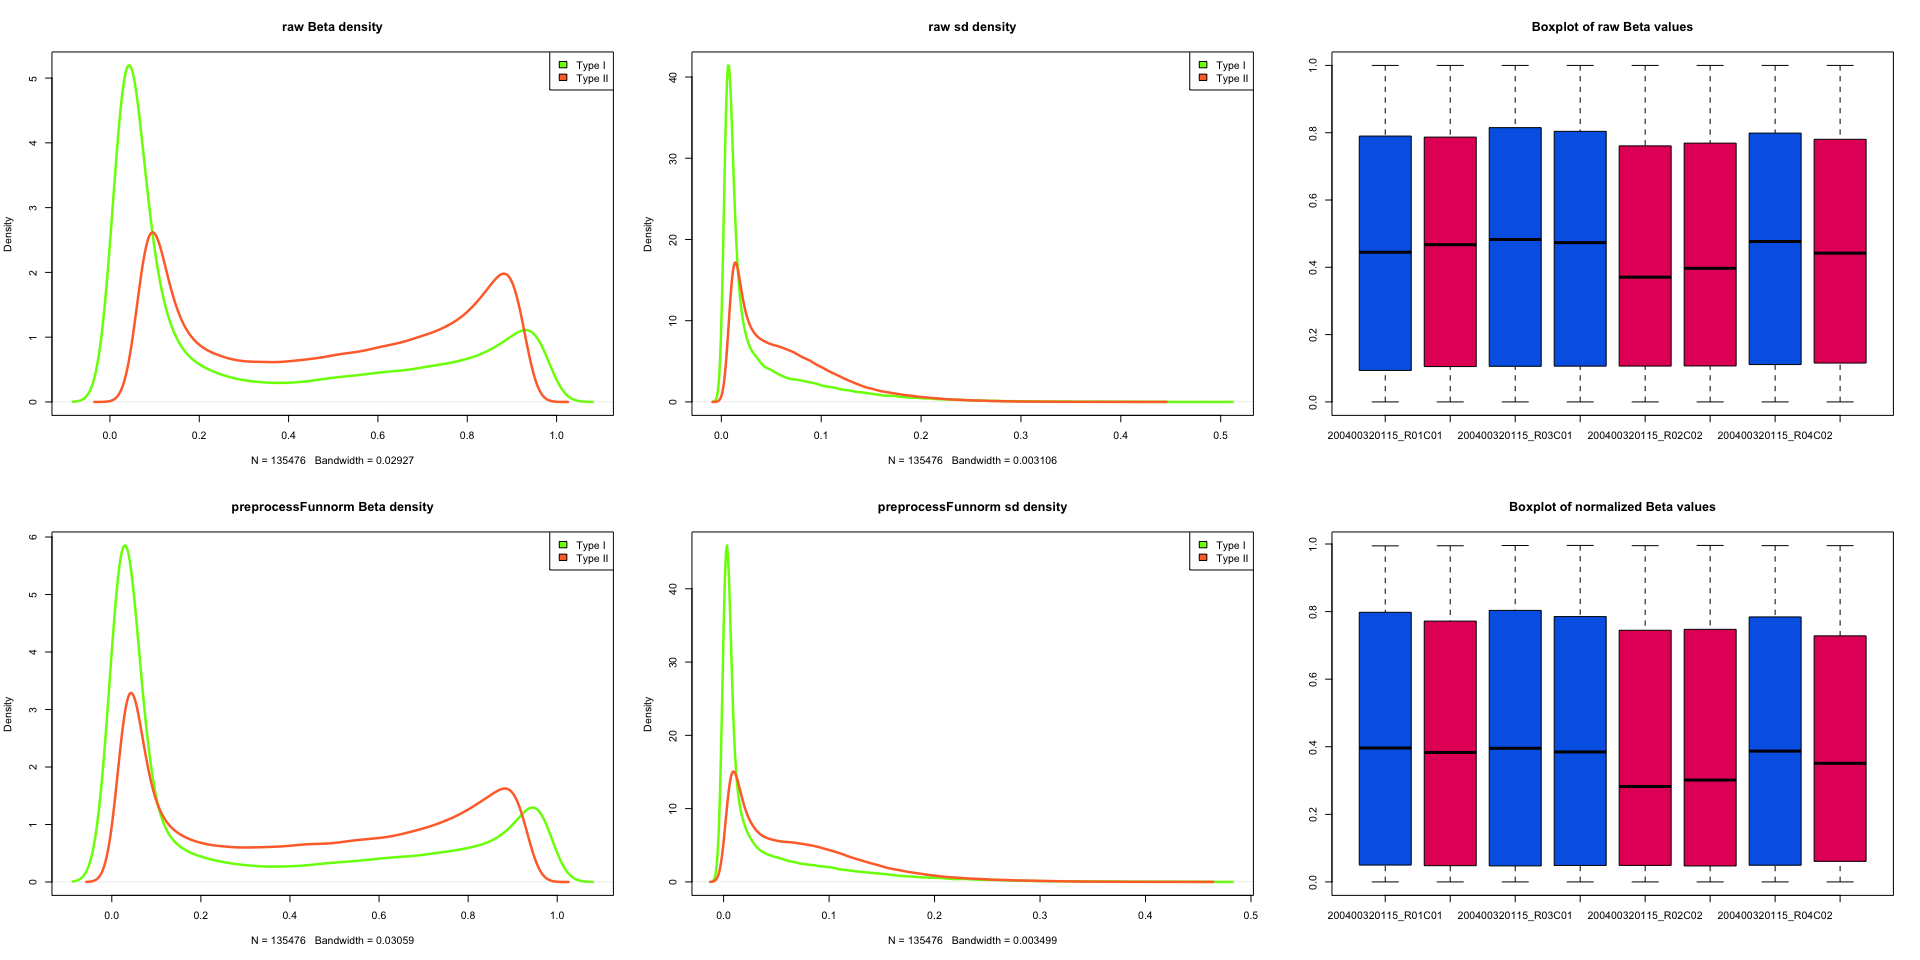 raw Beta density
Type I
Type II
Density
0 1 2 3 4 5
0.0 0.2 0.4 0.6 0.8 1.0
N = 135476 Bandwidth = 0.02927
raw sd density
Type I
Type II
Density
0 10 20 30 40
0.0 0.1 0.2 0.3 0.4 0.5
N = 135476 Bandwidth = 0.003106
Boxplot of raw Beta values
0.0 0.2 0.4 0.6 0.8 1.0
200400320115_R01C01 200400320115_R03C01 200400320115_R02C02 200400320115_R04C02
preprocessFunnorm Beta density
Type I
Type II
Density
0 1 2 3 4 5 6
0.0 0.2 0.4 0.6 0.8 1.0
N = 135476 Bandwidth = 0.03059
preprocessFunnorm sd density
Type I
Type II
Density
0 10 20 30 40
0.0 0.1 0.2 0.3 0.4 0.5
N = 135476 Bandwidth = 0.003499
Boxplot of normalized Beta values
0.0 0.2 0.4 0.6 0.8 1.0
200400320115_R01C01 200400320115_R03C01 200400320115_R02C02 200400320115_R04C02